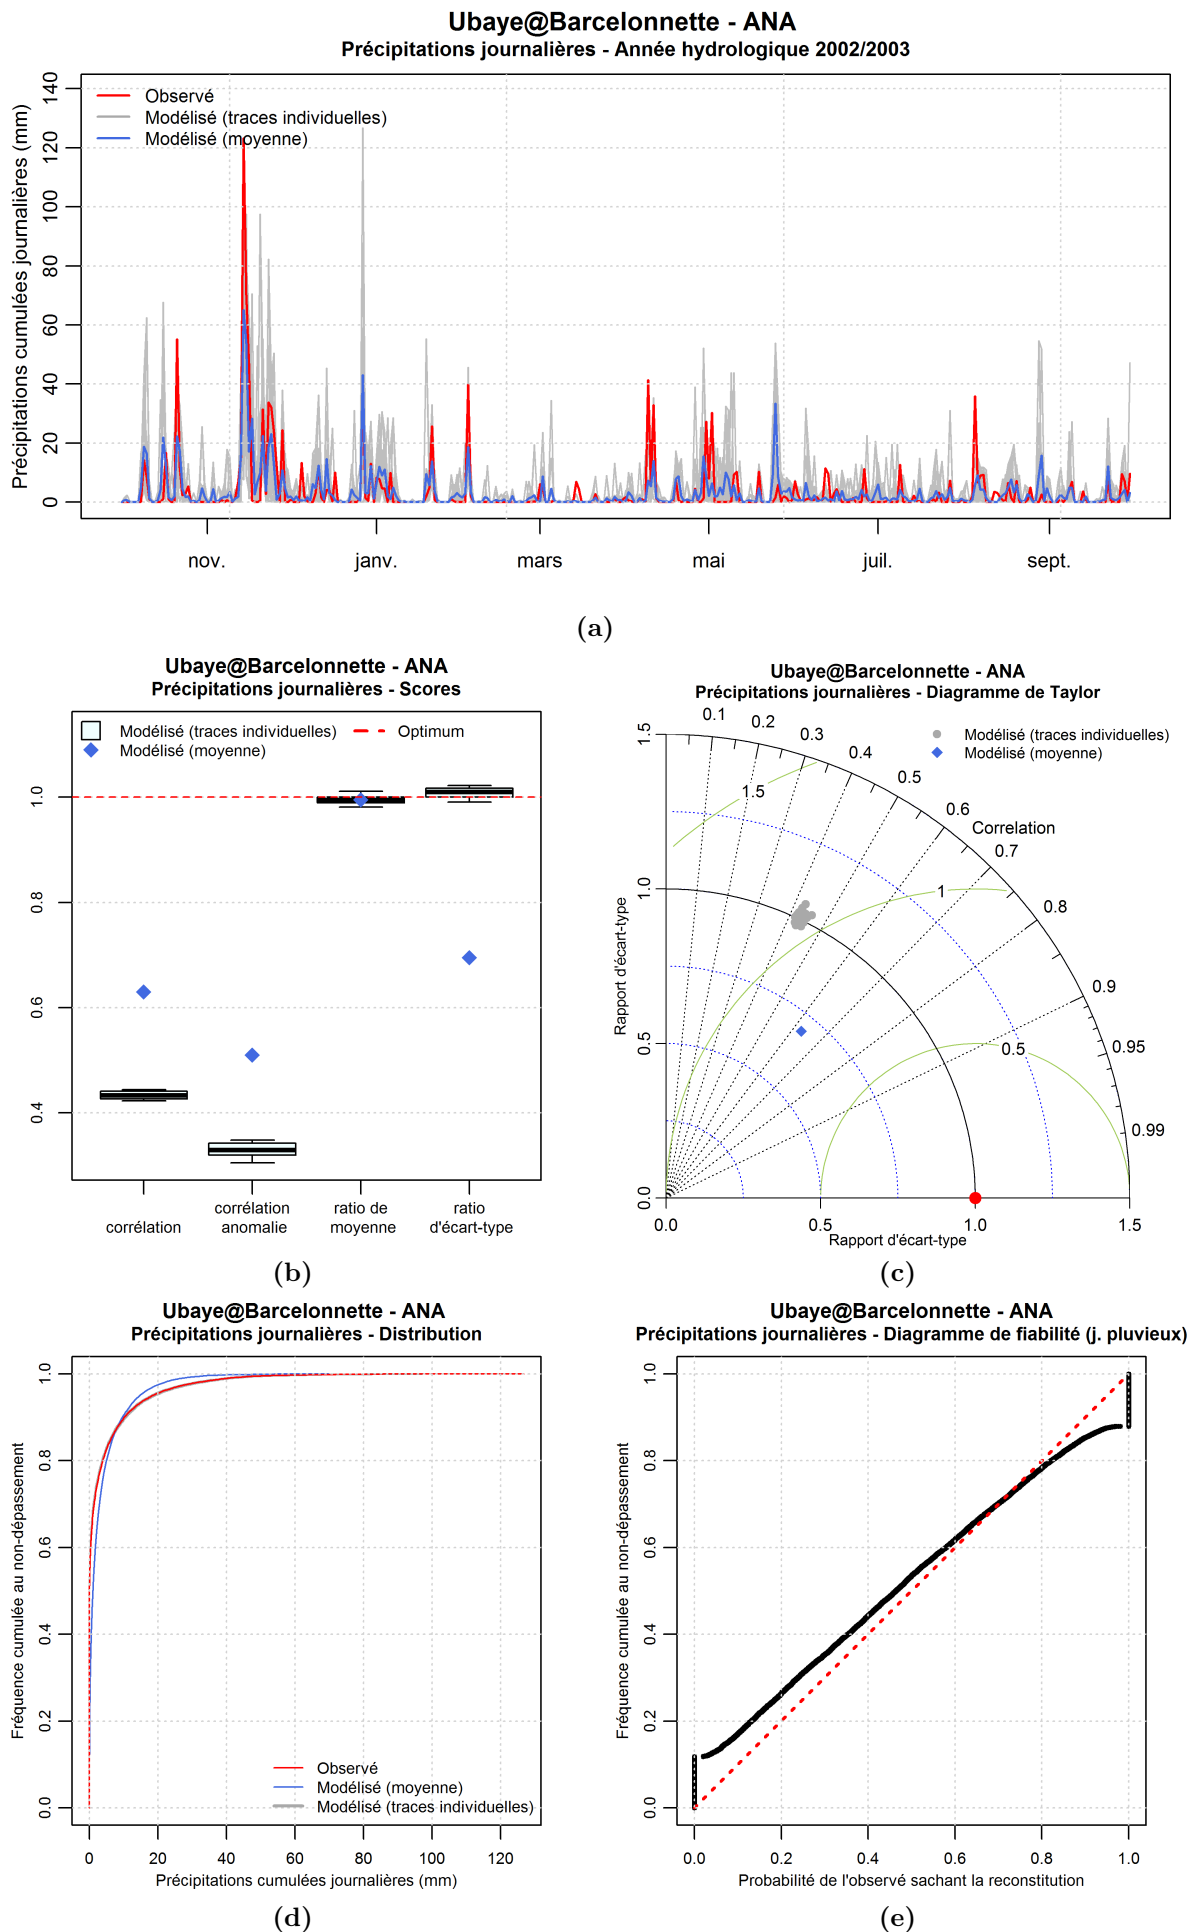 Ubaye@Barcelonnette - ANA
Précipitations journalières - Année hydrologique 2002/2003
Précipitations cumulées journalières (mm)
140
120
100
80
60
40
20
0
Observé
Modélisé (traces individuelles)
Modélisé (moyenne)
nov. janv. mars mai juil. sept.
(a)
Ubaye@Barcelonnette - ANA
Précipitations journalières - Scores
Modélisé (traces individuelles) Optimum
Modélisé (moyenne)
1.0
0.8
0.6
0.4
corrélation
corrélation anomalie
ratio de moyenne
ratio d'écart-type
(b)
Ubaye@Barcelonnette - ANA
Précipitations journalières - Diagramme de Taylor
Modélisé (traces individuelles)
Modélisé (moyenne)
0.1 0.2 0.3 0.4 0.5 0.6 0.7 0.8 0.9 0.95 0.99
Correlation
1.5
1
0.5
Rapport d'écart-type
1.5
1.0
0.5
0.0
0.0 0.5 1.0 1.5
Rapport d'écart-type
(c)
Ubaye@Barcelonnette - ANA
Précipitations journalières - Distribution
Fréquence cumulée au non-dépassement
1.0
0.8
0.6
0.4
0.2
0.0
Observé
Modélisé (moyenne)
Modélisé (traces individuelles)
0 20 40 60 80 100 120
Précipitations cumulées journalières (mm)
(d)
Ubaye@Barcelonnette - ANA
Précipitations journalières - Diagramme de fiabilité (j. pluvieux)
Fréquence cumulée au non-dépassement
1.0
0.8
0.6
0.4
0.2
0.0
0.0 0.2 0.4 0.6 0.8 1.0
Probabilité de l'observé sachant la reconstitution
(e)